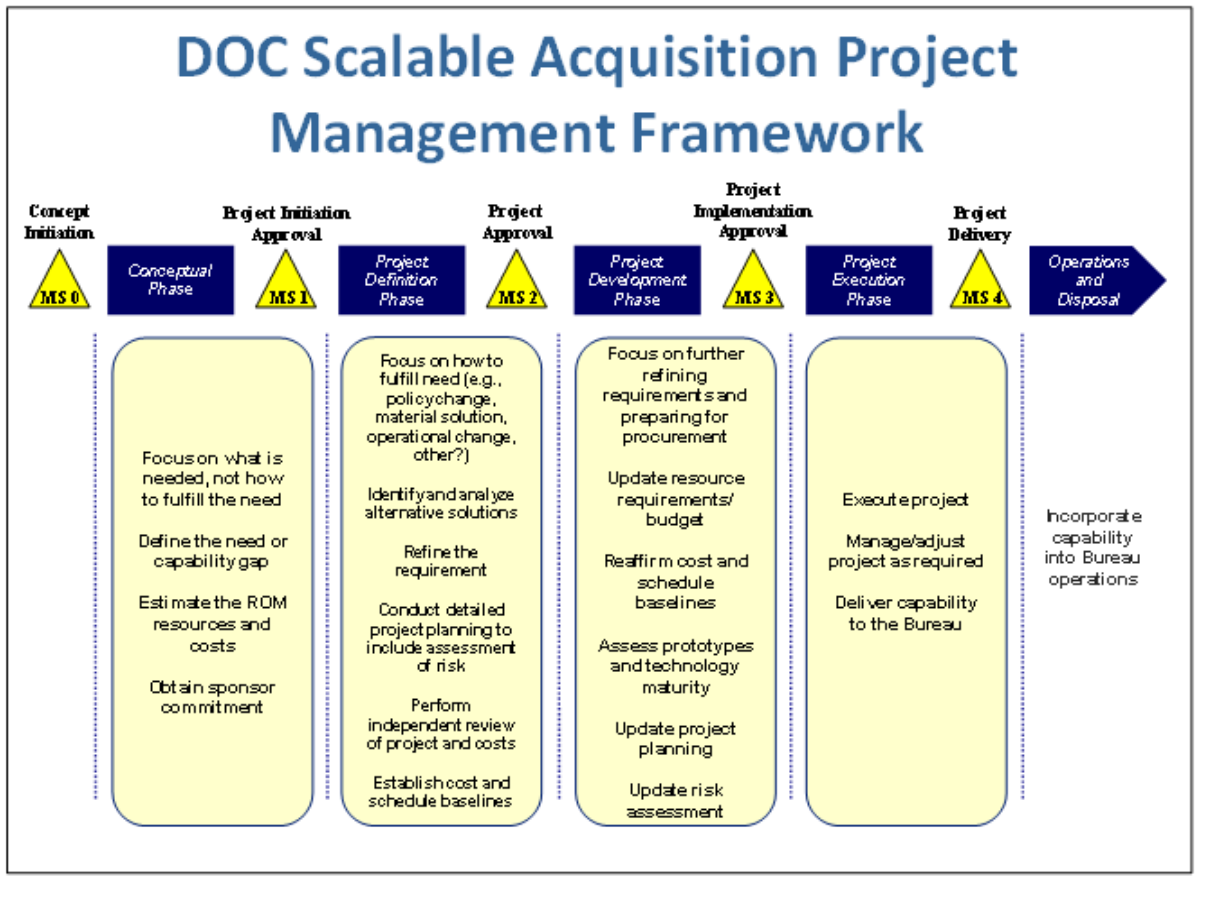 DOC Scalable Acquisition Project
Management Framework
Concept
Initiation
MS 0
Conceptual
Phase
Project Initiation
Approval
MS 1
Project
Definition
Phase
Project
Approval
MS 2
Project
Development
Phase
Project
Implementation
Approval
MS 3
Project
Execution
Phase
Project
Delivery
MS 4
Operations
and
Disposal
Focus on what is
needed, not how
to fulfill the need
Define the need or
capability gap
Estimate the ROM
resources and
costs
Obtain sponsor
commitment
Focus on how to
fulfill need (e.g.,
policy change,
material solution,
operational change,
other?)
Identify and analyze
alternative solutions
Refine the
requirement
Conduct detailed
project planning to
include assessment
of risk
Perform
independent review
of project and costs
Establish cost and
schedule baselines
Focus on further
refining
requirements and
preparing for
procurement
Update resource
requirements/
budget
Reaffirm cost and
schedule
baselines
Assess prototypes
and technology
maturity
Update project
planning
Update risk
assessment
Execute project
Manage/adjust
project as required
Deliver capability
to the Bureau
Incorporate
capability
into Bureau
operations